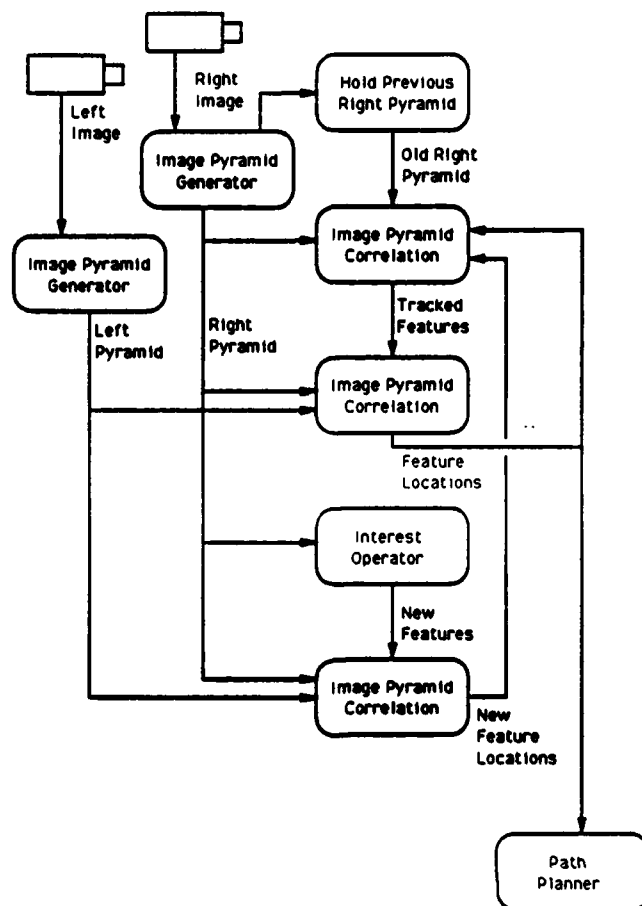 Right
Image
Hold Previous
Right Pyramid
Left
Image
Image Pyramid
Generator
Old Right
Pyramid
Image Pyramid
Generator
Image Pyramid
Correlation
Left
Pyramid
Right
Pyramid
Tracked
Features
Image Pyramid
Correlation
Feature
Locations
Interest
Operator
New
Features
Image Pyramid
Correlation
New
Feature
Locations
Path
Planner